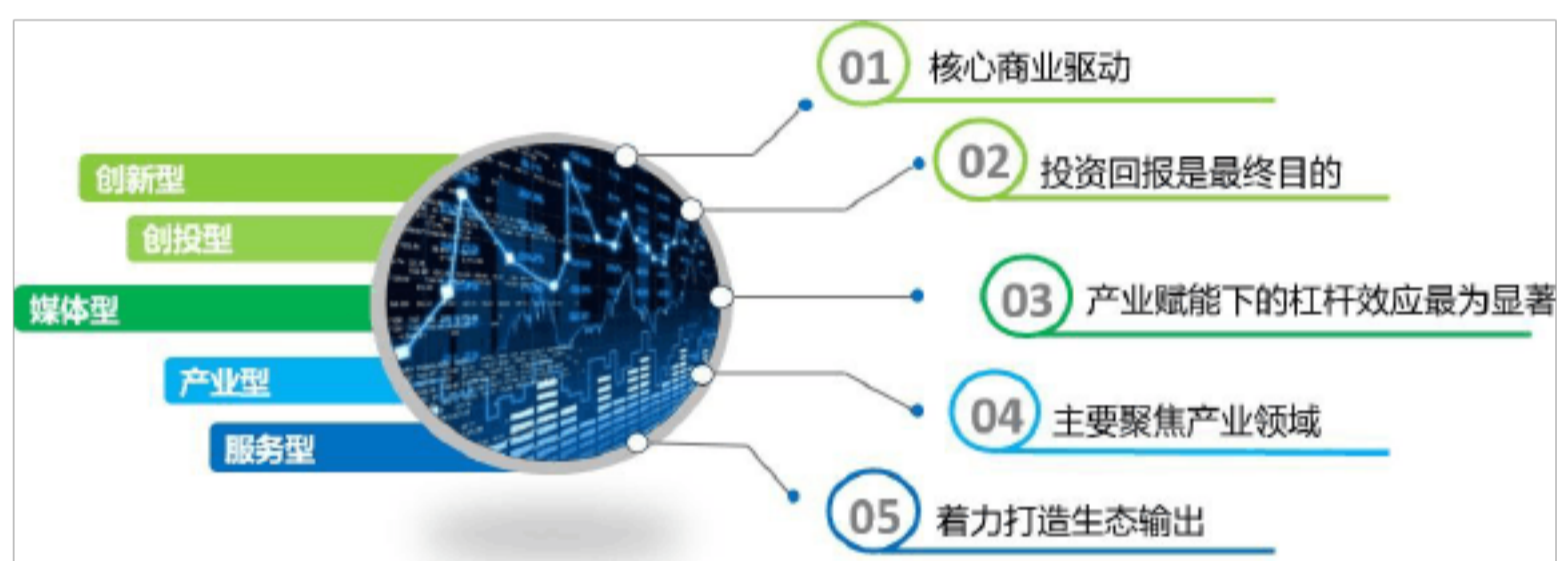 创新型
创投型
媒体型
产业型
服务型
01 核心商业驱动
02 投资回报是最终目的
03 产业赋能下的杠杆效应最为显著
04 主要聚焦产业领域
05 着力打造生态输出